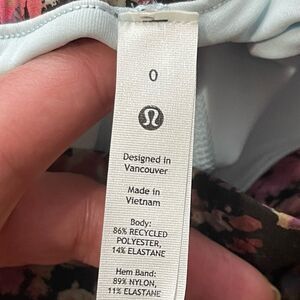 0
Designed in
Vancouver
Made in
Vietnam
Body:
86% RECYCLED
POLYESTER,
14% ELASTANE
Hem Band:
89% NYLON,
11% ELASTANE